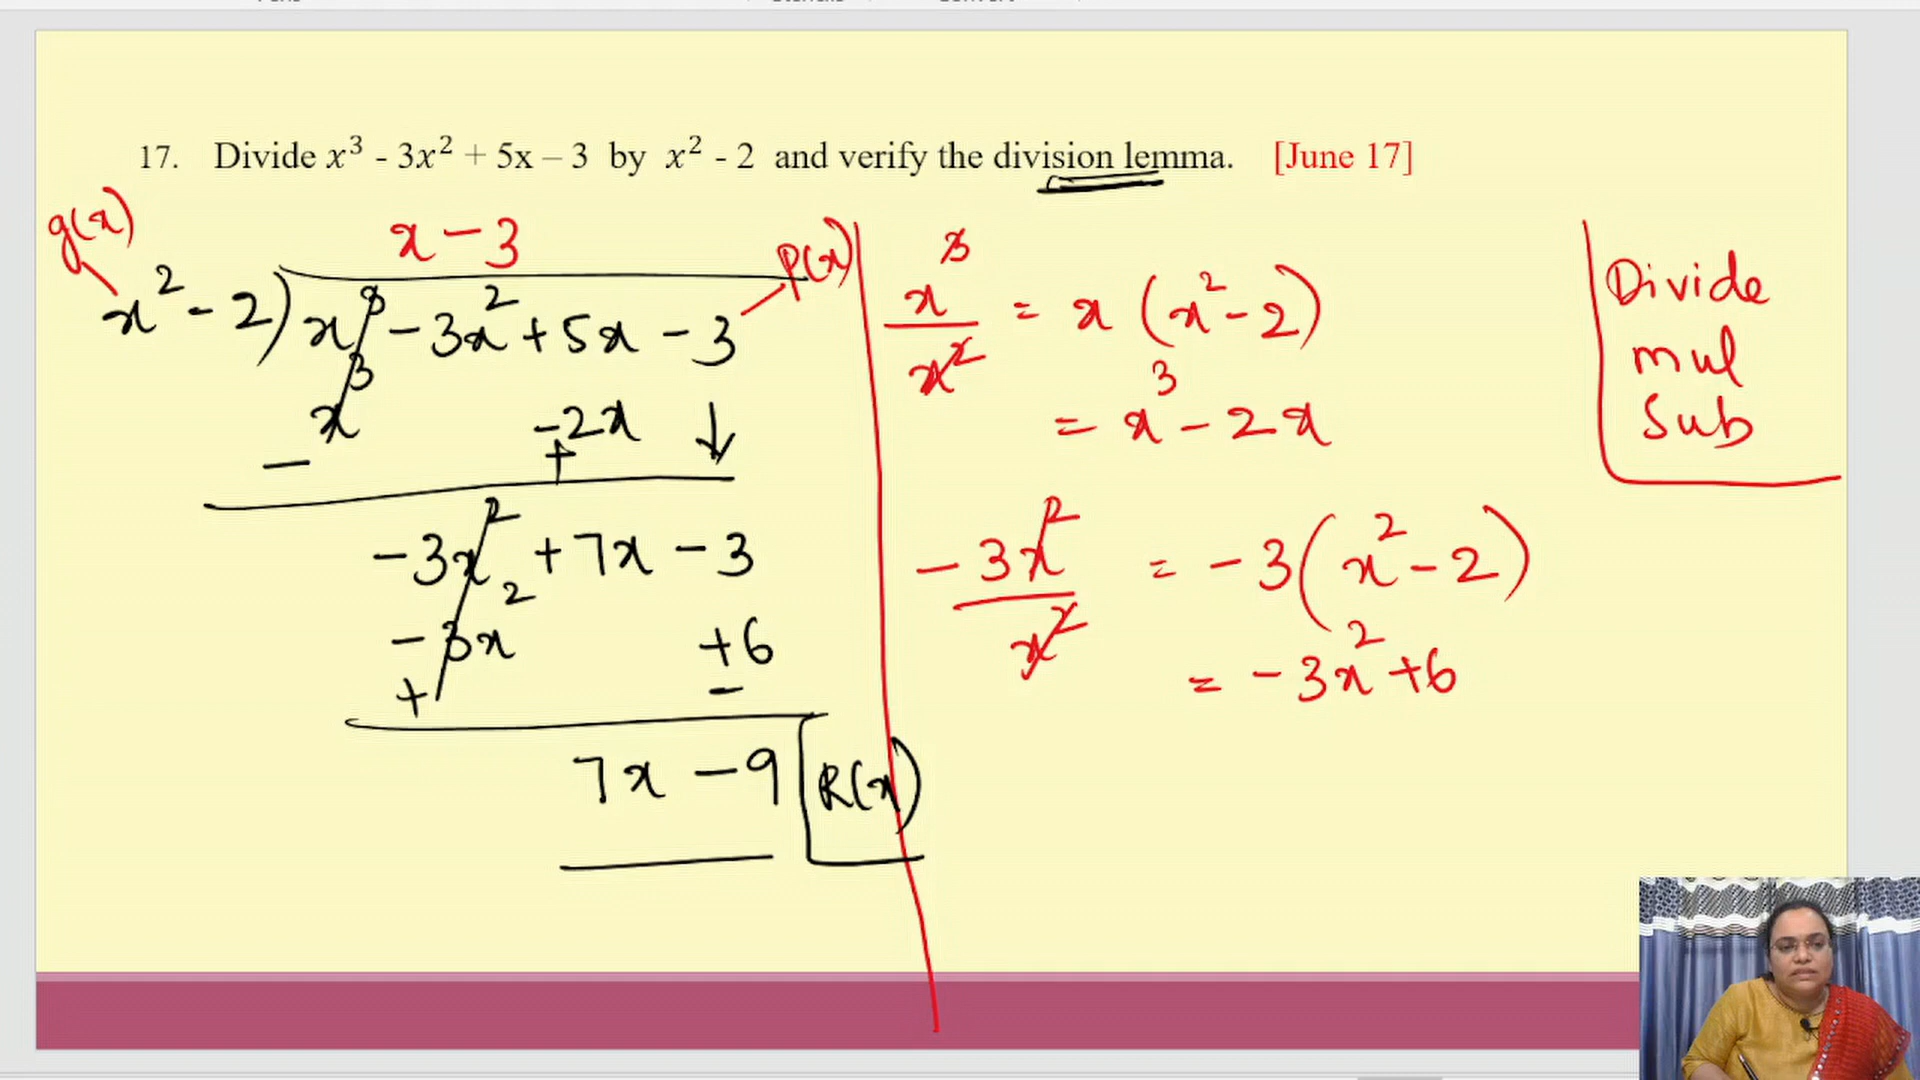 17. Divide x³ - 3x² + 5x – 3 by x² - 2 and verify the division lemma. [June 17]
g(x)
x - 3
p(x)
x² - 2) x³ - 3x² + 5x - 3
x³ - 2x ↓
- +
-3x² + 7x - 3
-3x² + 6
+ -
7x - 9 R(x)
x³/x² = x (x² - 2)
= x³ - 2x
-3x²/x² = -3(x² - 2)
= -3x² + 6
Divide
mul
Sub